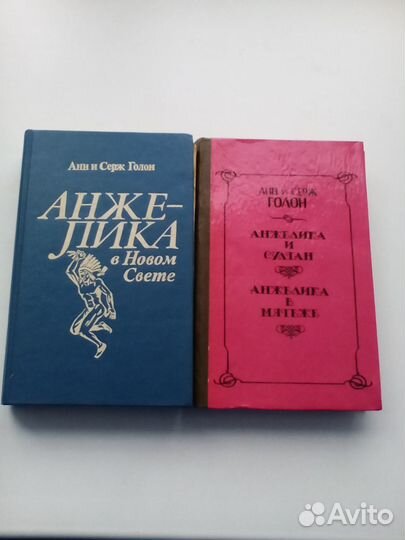 Анн и Серж Голон
АНЖЕ-
ЛИКА
в Новом
Свете
АНН И СЕРЖ
ГОЛОН
АНЖЕЛИКА И
СУЛТАН
АНЖЕЛИКА В
МЯТЕЖЕ
Avito